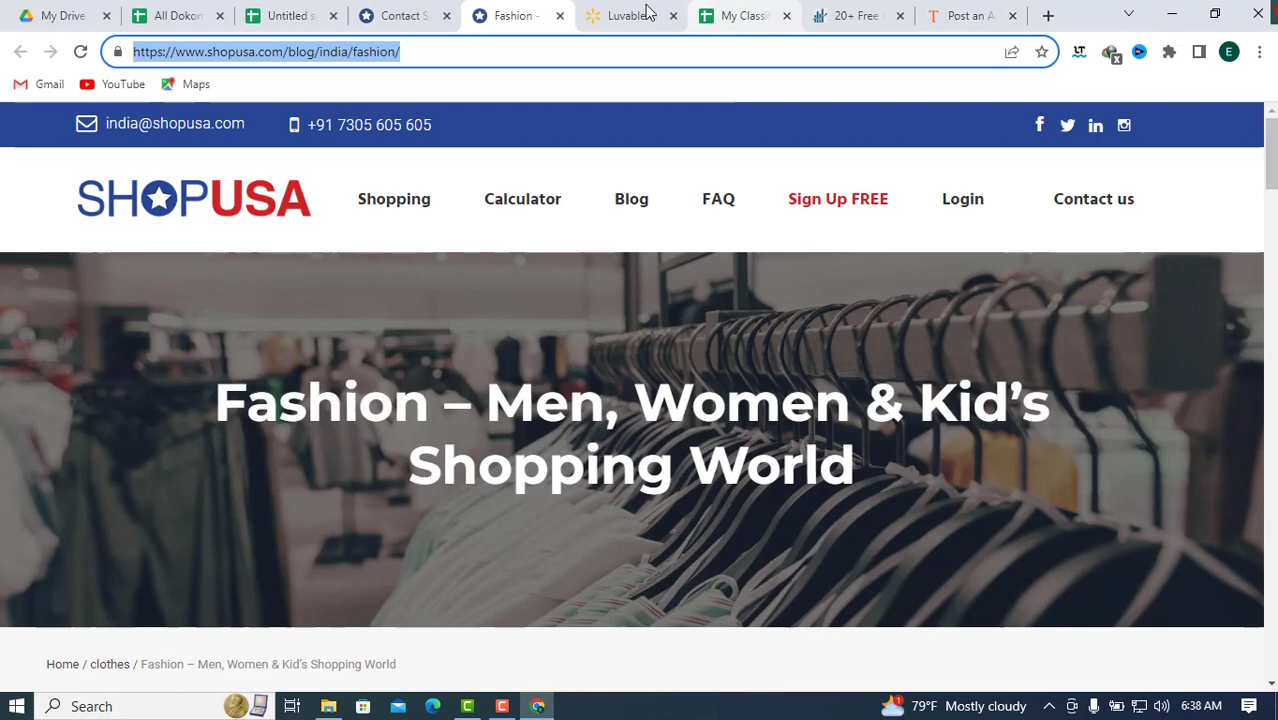 My Drive
All Dokon
Untitled s
Contact S
Fashion -
Luvable
My Classif
20+ Free
Post an A
https://www.shopusa.com/blog/india/fashion/
LT
x
E
Gmail
YouTube
Maps
india@shopusa.com
+91 7305 605 605
SHOPUSA
Shopping
Calculator
Blog
FAQ
Sign Up FREE
Login
Contact us
Fashion – Men, Women & Kid’s
Shopping World
Home / clothes / Fashion – Men, Women & Kid’s Shopping World
Search
1
79°F Mostly cloudy
6:38 AM